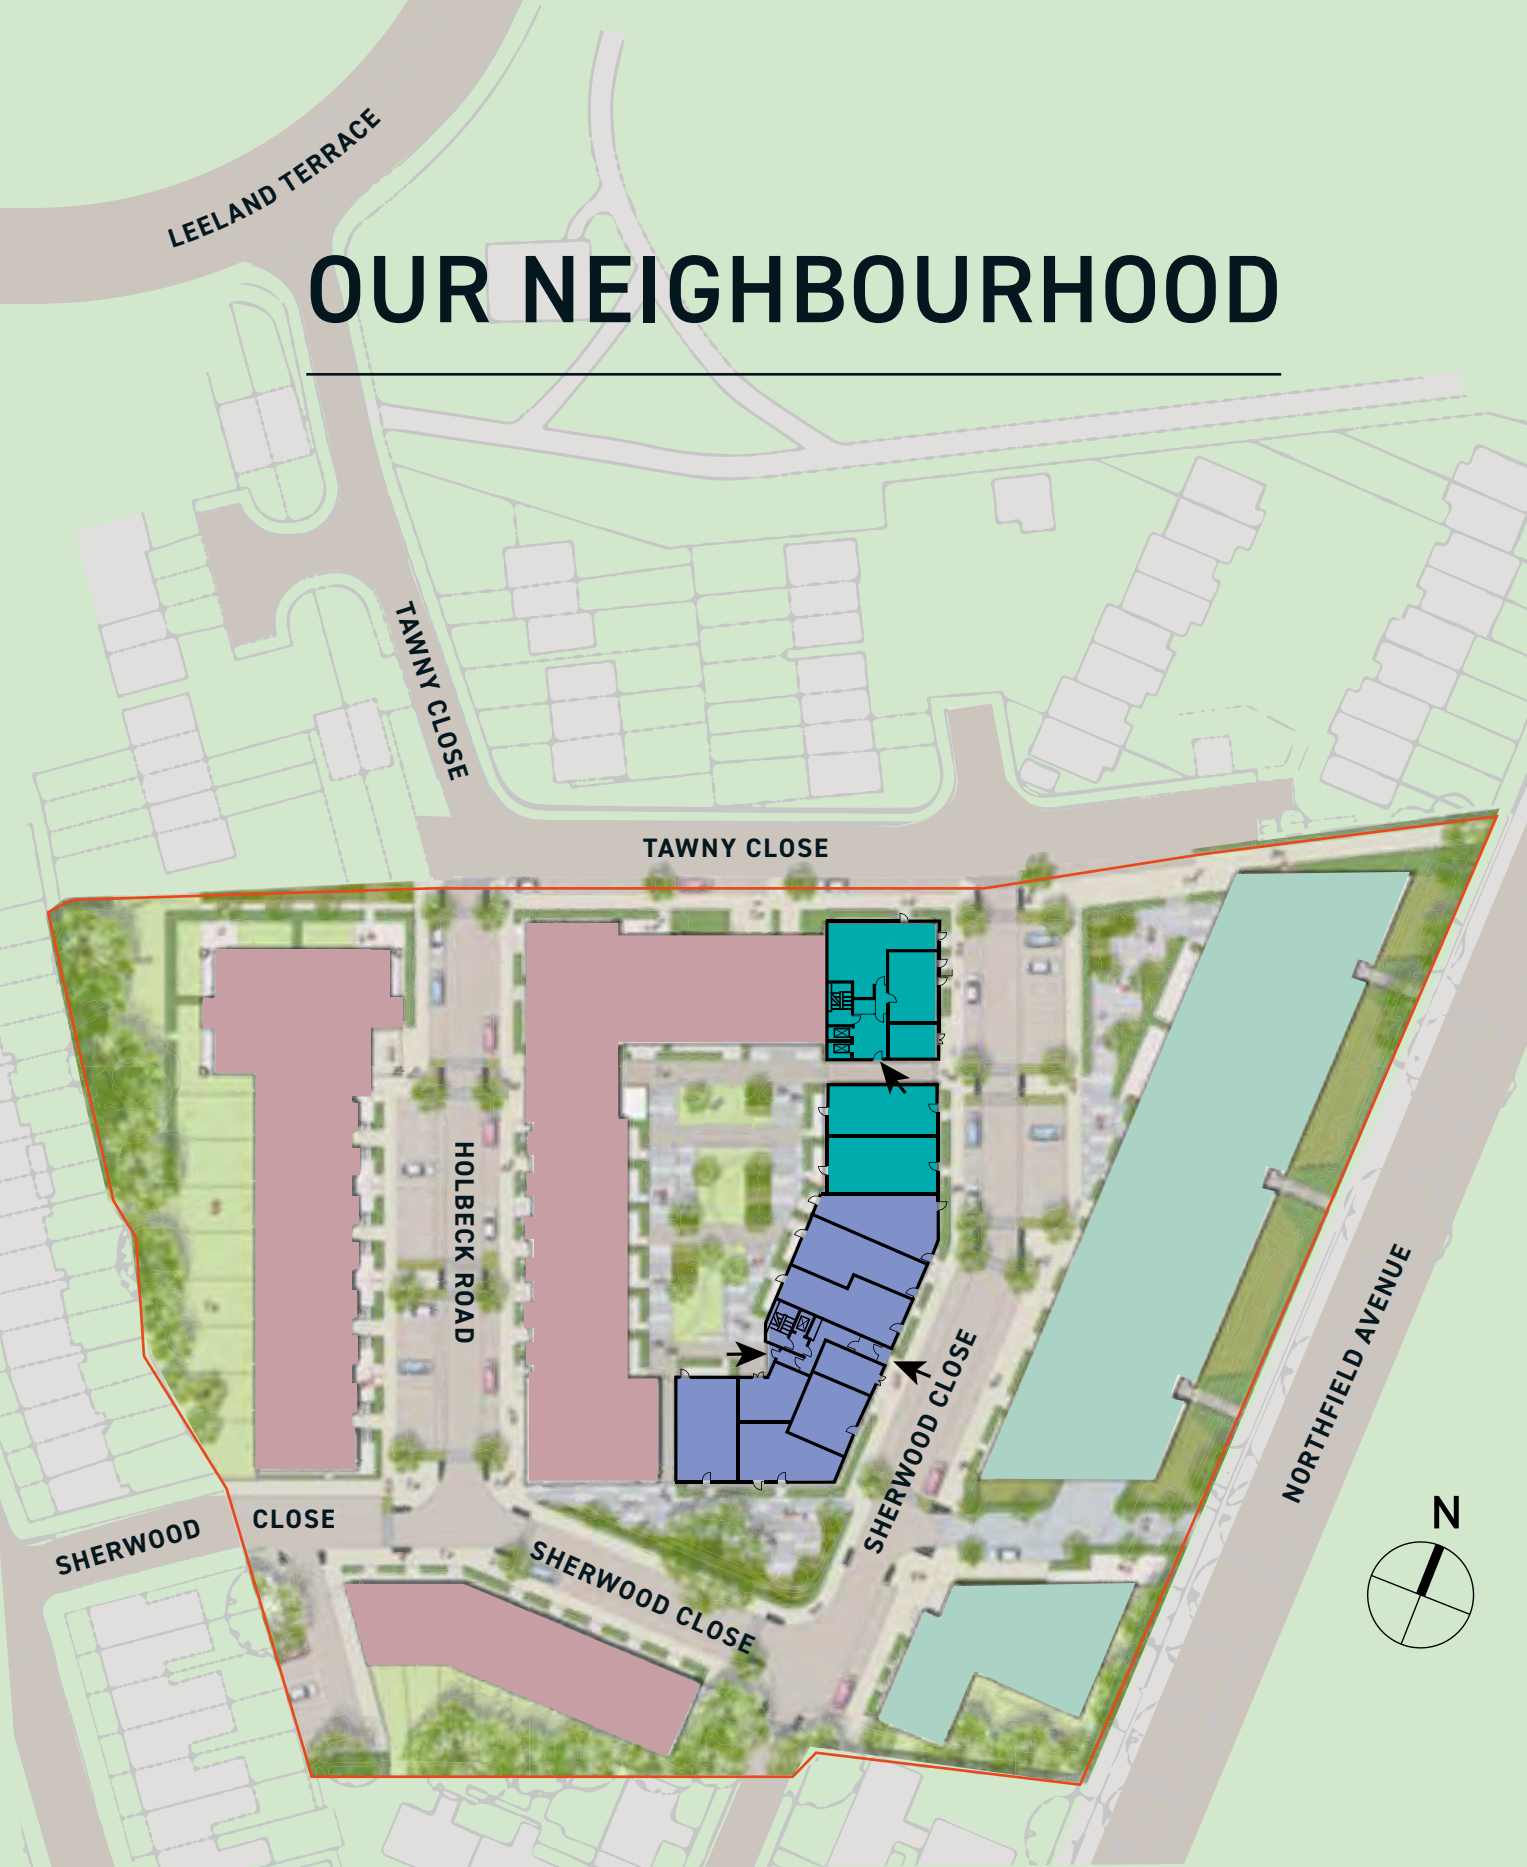 LEELAND TERRACE
OUR NEIGHBOURHOOD
TAWNY CLOSE
TAWNY CLOSE
HOLBECK ROAD
NORTHFIELD AVENUE
SHERWOOD CLOSE
SHERWOOD
CLOSE
SHERWOOD CLOSE
N